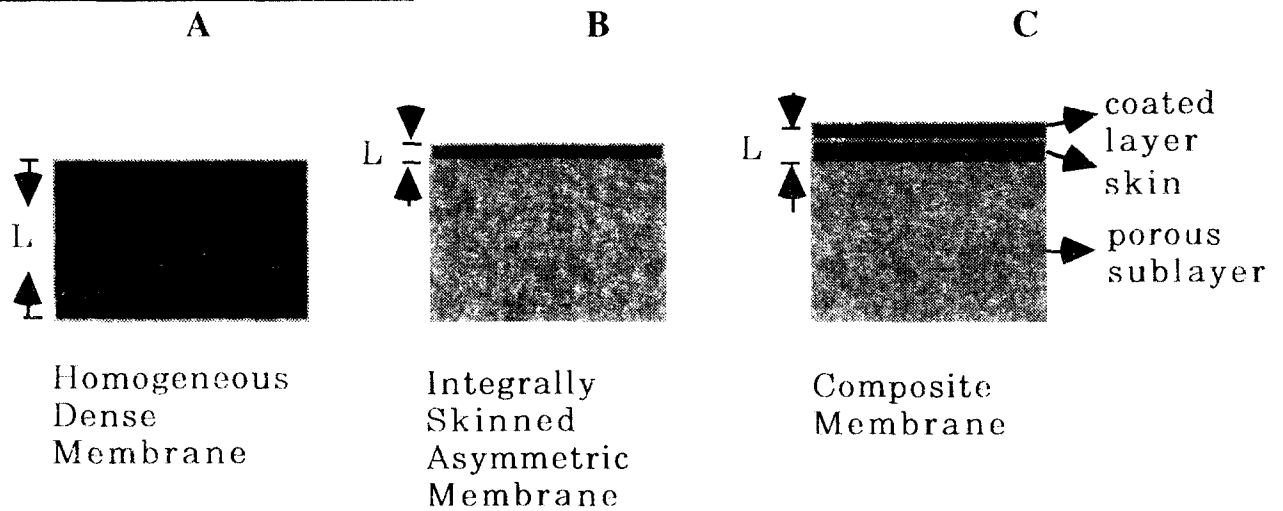 A
B
C
L
L
L
coated
layer
skin
porous
sublayer
Homogeneous
Dense
Membrane
Integrally
Skinned
Asymmetric
Membrane
Composite
Membrane